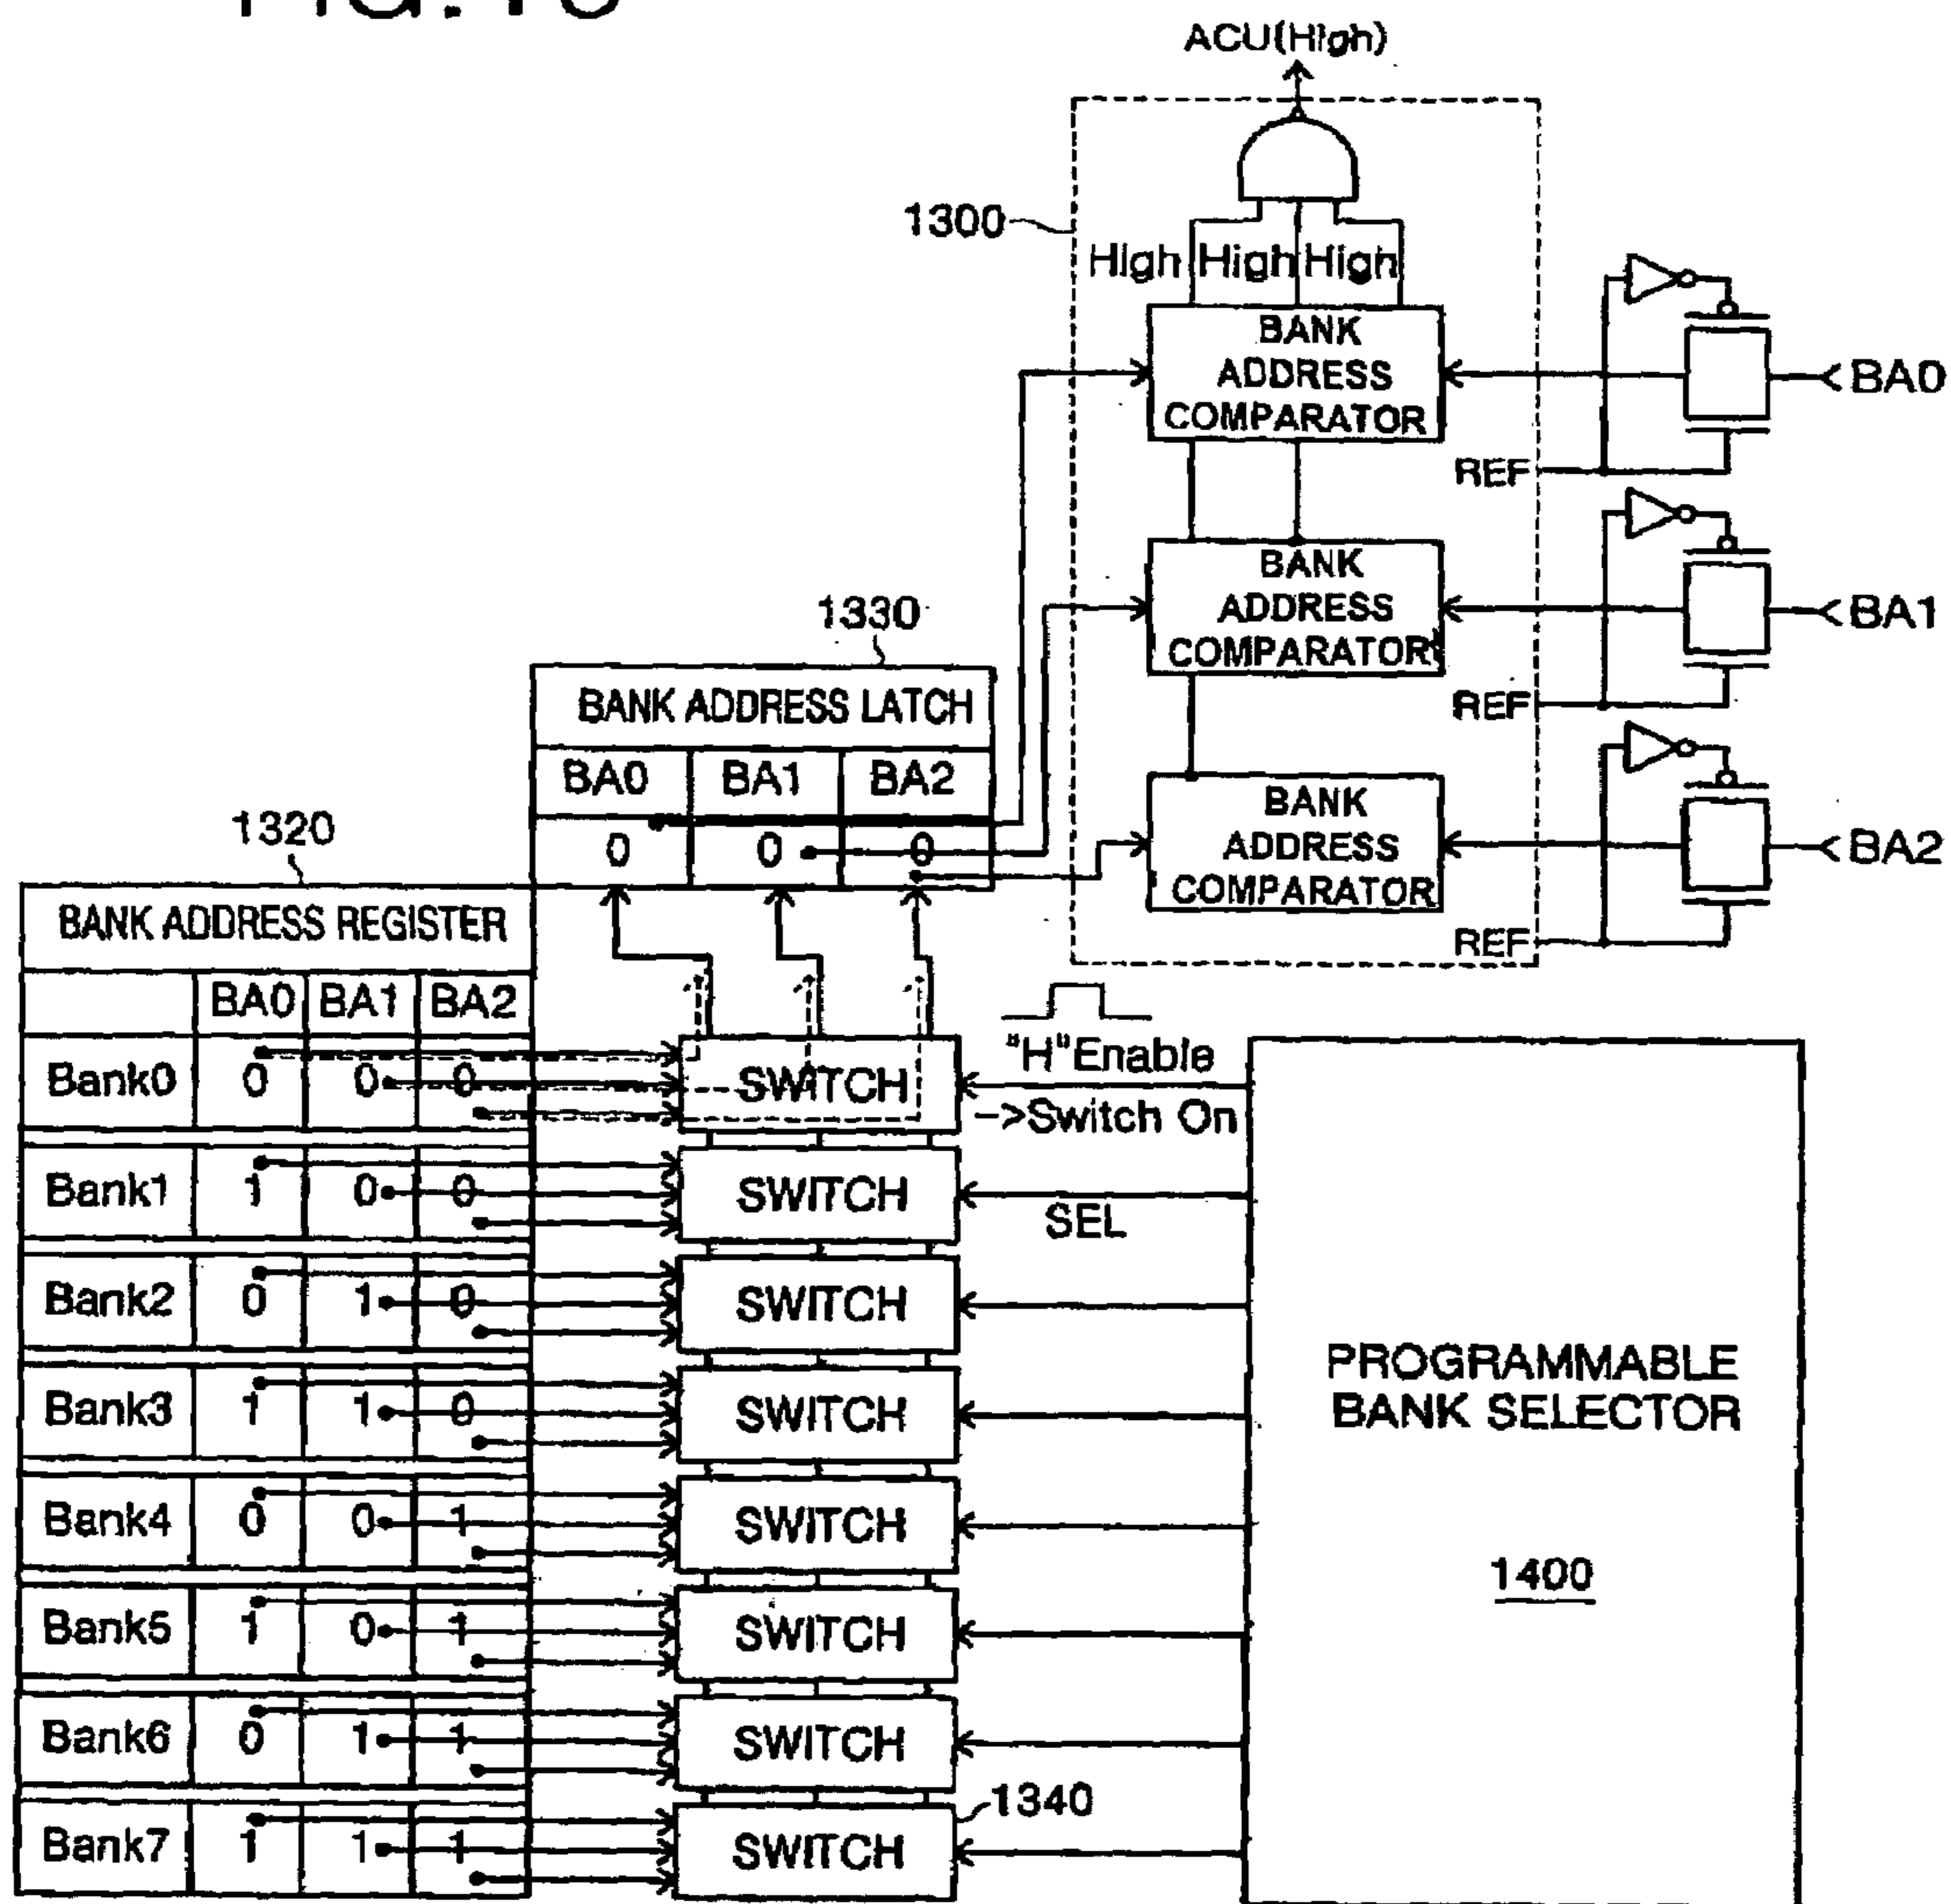 ACU(High)
1300
High High High
BANK
ADDRESS
COMPARATOR
BA0
REF
BANK
ADDRESS
COMPARATOR
BA1
REF
BANK
ADDRESS
COMPARATOR
BA2
REF
1330
BANK ADDRESS LATCH
BA0 BA1 BA2
0 0 0
1320
BANK ADDRESS REGISTER
BA0 BA1 BA2
Bank0 0 0 0 SWITCH
"H"Enable
->Switch On
Bank1 1 0 0 SWITCH
SEL
Bank2 0 1 0 SWITCH
Bank3 1 1 0 SWITCH
Bank4 0 0 1 SWITCH
Bank5 1 0 1 SWITCH
Bank6 0 1 1 SWITCH
Bank7 1 1 1 SWITCH
1340
PROGRAMMABLE
BANK SELECTOR
1400